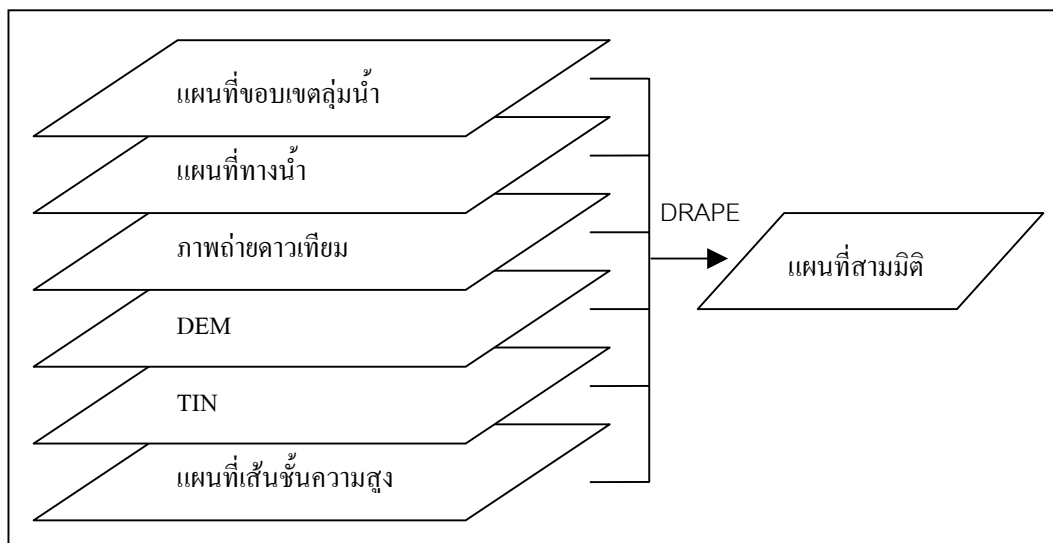 แผนที่ขอบเขตลุ่มน้ำ
แผนที่ทางน้ำ
ภาพถ่ายดาวเทียม
DEM
TIN
แผนที่เส้นชั้นความสูง
DRAPE
แผนที่สามมิติ